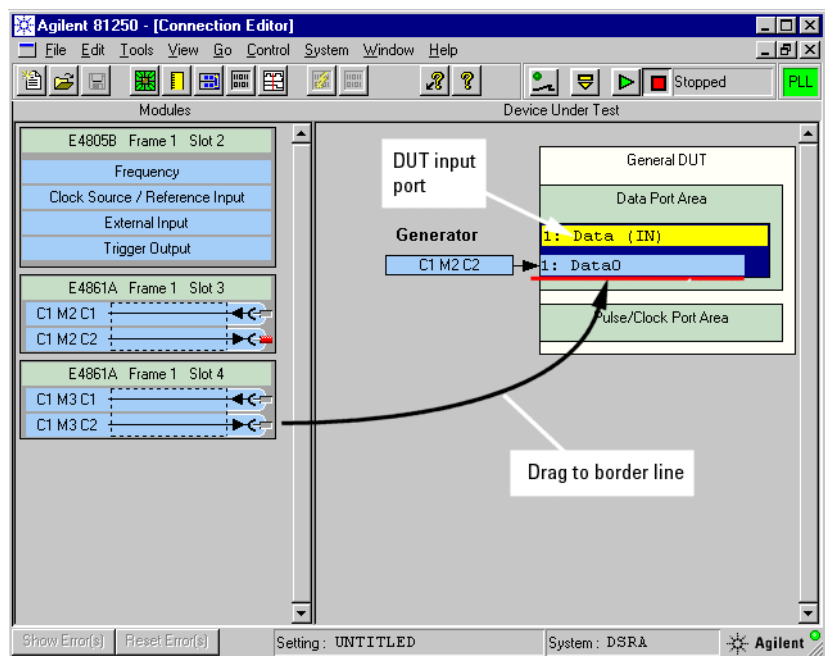 Agilent 81250 - [Connection Editor]
File Edit Tools View Go Control System Window Help
Stopped
PLL
Modules
Device Under Test
E4805B Frame 1 Slot 2
Frequency
Clock Source / Reference Input
External Input
Trigger Output
E4861A Frame 1 Slot 3
C1 M2 C1
C1 M2 C2
E4861A Frame 1 Slot 4
C1 M3 C1
C1 M3 C2
DUT input
port
Generator
C1 M2 C2
General DUT
Data Port Area
1: Data (IN)
1: Data0
Pulse/Clock Port Area
Drag to border line
Show Error(s)
Reset Error(s)
Setting: UNTITLED
System: DSRA
Agilent